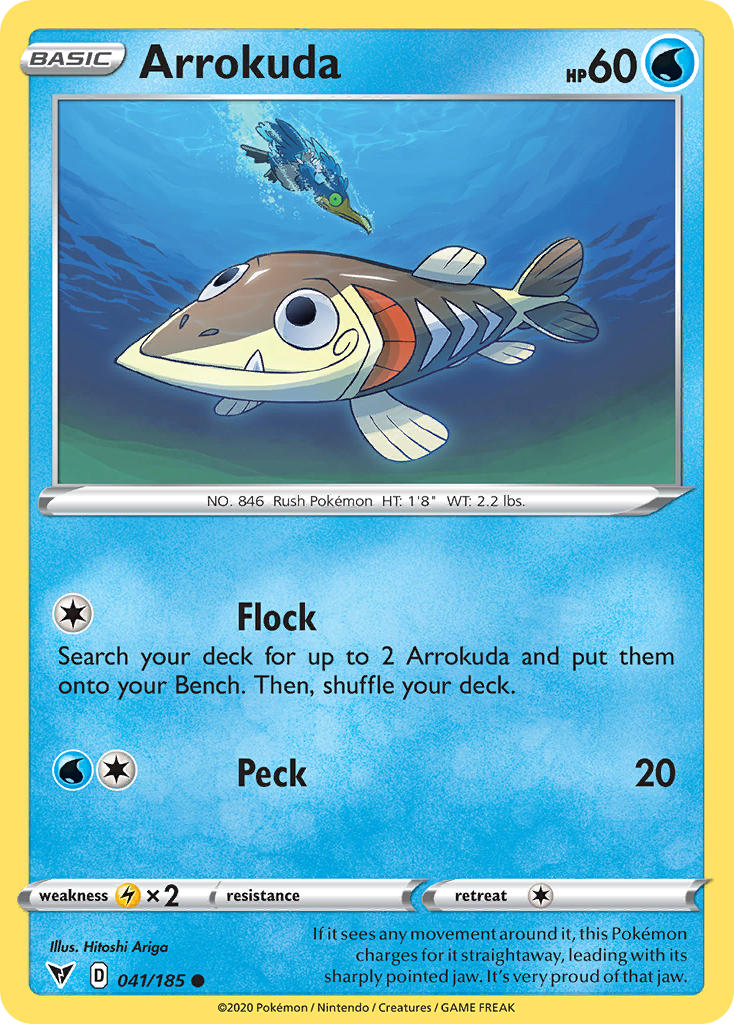 BASIC
Arrokuda
HP60
NO. 846 Rush Pokémon HT: 1'8" WT: 2.2 lbs.
Flock
Search your deck for up to 2 Arrokuda and put them
onto your Bench. Then, shuffle your deck.
Peck 20
weakness ×2 resistance retreat
Illus. Hitoshi Ariga
If it sees any movement around it, this Pokémon
charges for it straightaway, leading with its
sharply pointed jaw. It's very proud of that jaw.
D 041/185
©2020 Pokémon / Nintendo / Creatures / GAME FREAK